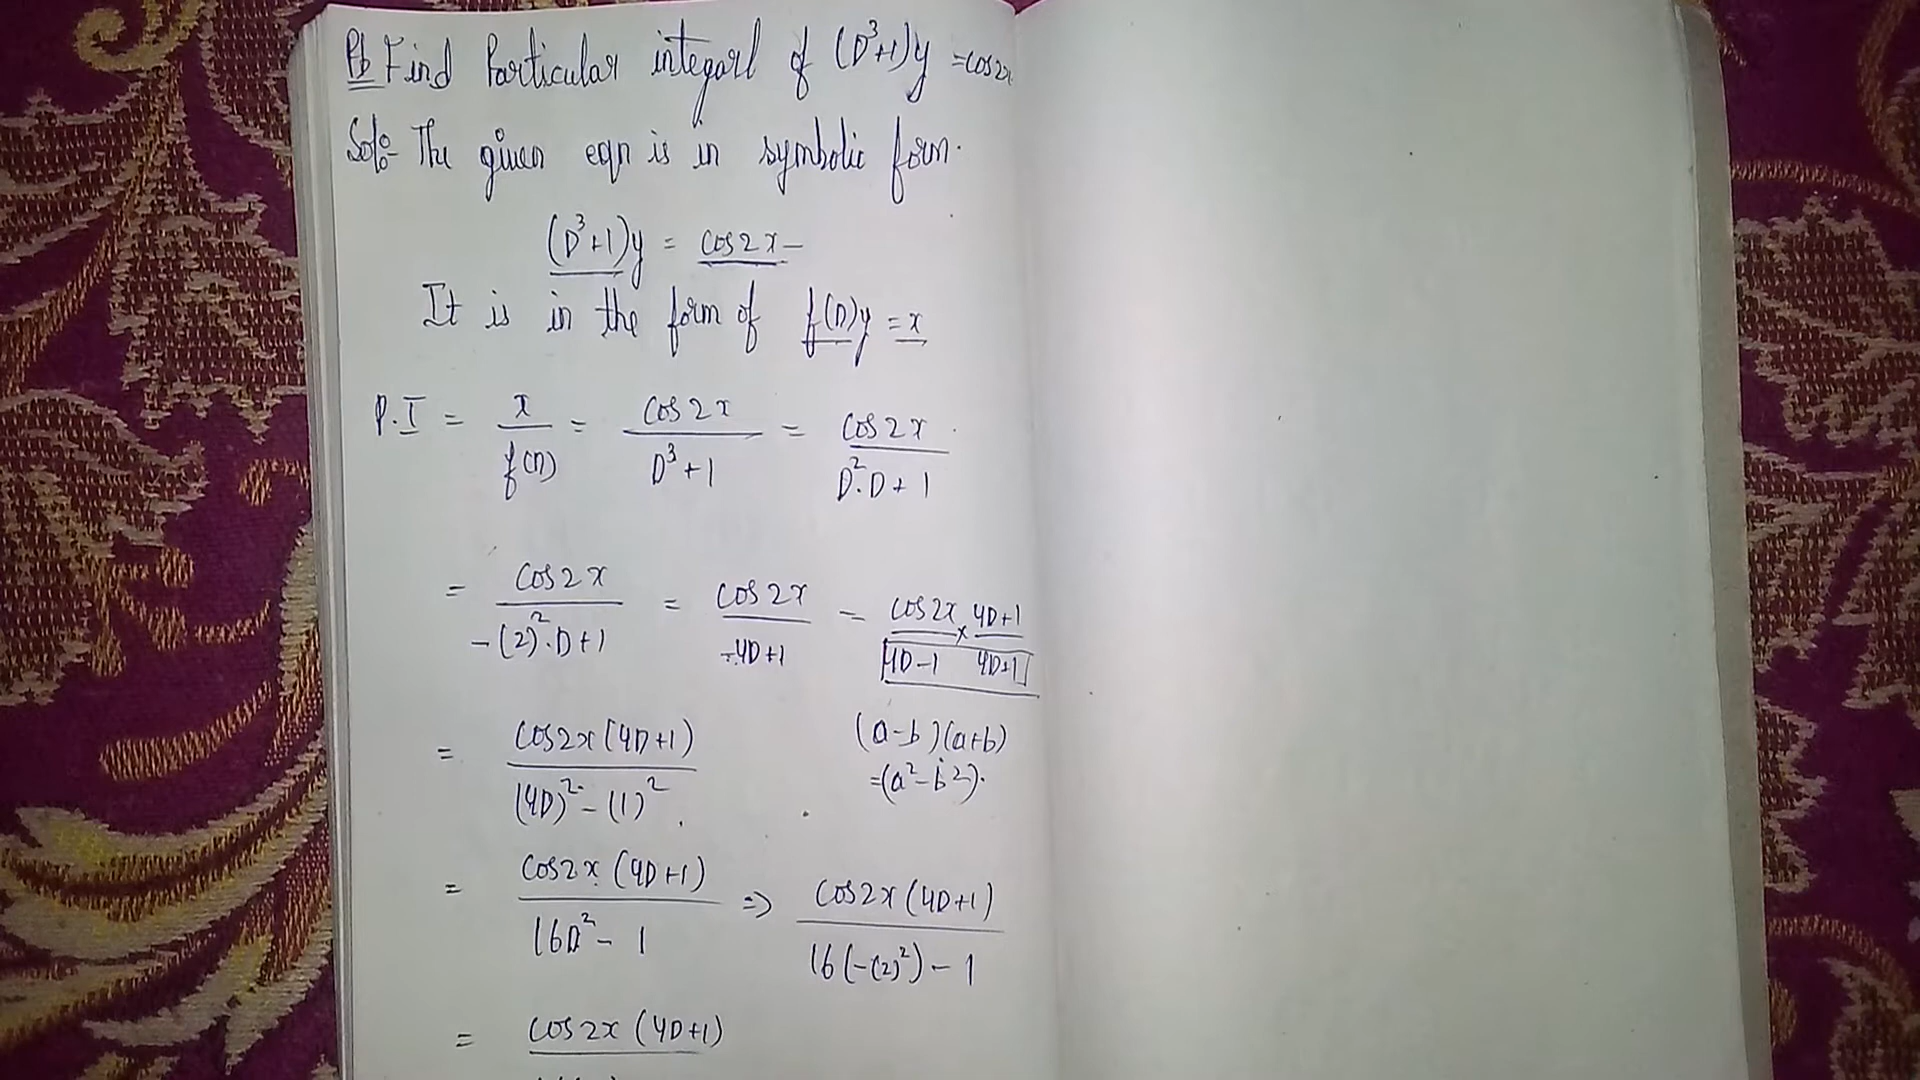 Pb Find Particular integarl of (D³+1)y =cos2x
Sol:- The given eqn is in symbolic form.
(D³+1)y = cos2x
It is in the form of f(D)y = x
P.I = x/f(D) = cos2x/D³+1 = cos2x/D².D+1
= cos2x/-(2)².D+1 = cos2x/-4D+1 - cos2x/4D-1 × 4D+1/4D+1
= cos2x(4D+1)/(4D)²-(1)²
(a-b)(a+b)
=(a²-b²).
= cos2x(4D+1)/16D²-1 => cos2x(4D+1)/16(-(2)²)-1
= cos2x(4D+1)